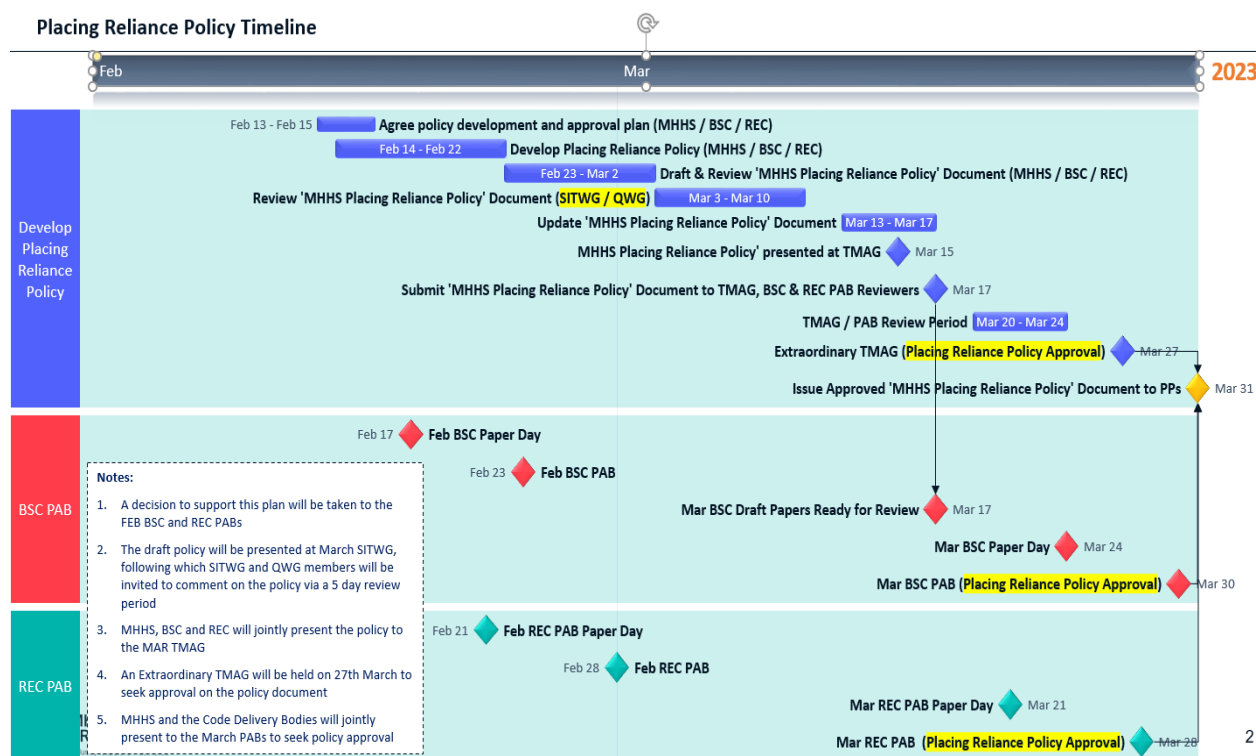 Placing Reliance Policy Timeline
Feb
Mar
2023
Develop
Placing
Reliance
Policy
Feb 13 - Feb 15
Agree policy development and approval plan (MHHS / BSC / REC)
Feb 14 - Feb 22
Develop Placing Reliance Policy (MHHS / BSC / REC)
Feb 23 - Mar 2
Draft & Review 'MHHS Placing Reliance Policy' Document (MHHS / BSC / REC)
Review 'MHHS Placing Reliance Policy' Document (SITWG / QWG)
Mar 3 - Mar 10
Update 'MHHS Placing Reliance Policy' Document
Mar 13 - Mar 17
MHHS Placing Reliance Policy' presented at TMAG
Mar 15
Submit 'MHHS Placing Reliance Policy' Document to TMAG, BSC & REC PAB Reviewers
Mar 17
TMAG / PAB Review Period
Mar 20 - Mar 24
Extraordinary TMAG (Placing Reliance Policy Approval)
Mar 27
Issue Approved 'MHHS Placing Reliance Policy' Document to PPs
Mar 31
BSC PAB
Feb 17
Feb BSC Paper Day
Feb 23
Feb BSC PAB
Mar BSC Draft Papers Ready for Review
Mar 17
Mar BSC Paper Day
Mar 24
Mar BSC PAB (Placing Reliance Policy Approval)
Mar 30
REC PAB
Feb 21
Feb REC PAB Paper Day
Feb 28
Feb REC PAB
Mar REC PAB Paper Day
Mar 21
Mar REC PAB (Placing Reliance Policy Approval)
Mar 28
Notes:
1. A decision to support this plan will be taken to the
FEB BSC and REC PABs
2. The draft policy will be presented at March SITWG,
following which SITWG and QWG members will be
invited to comment on the policy via a 5 day review
period
3. MHHS, BSC and REC will jointly present the policy to
the MAR TMAG
4. An Extraordinary TMAG will be held on 27th March to
seek approval on the policy document
5. MHHS and the Code Delivery Bodies will jointly
present to the March PABs to seek policy approval
2